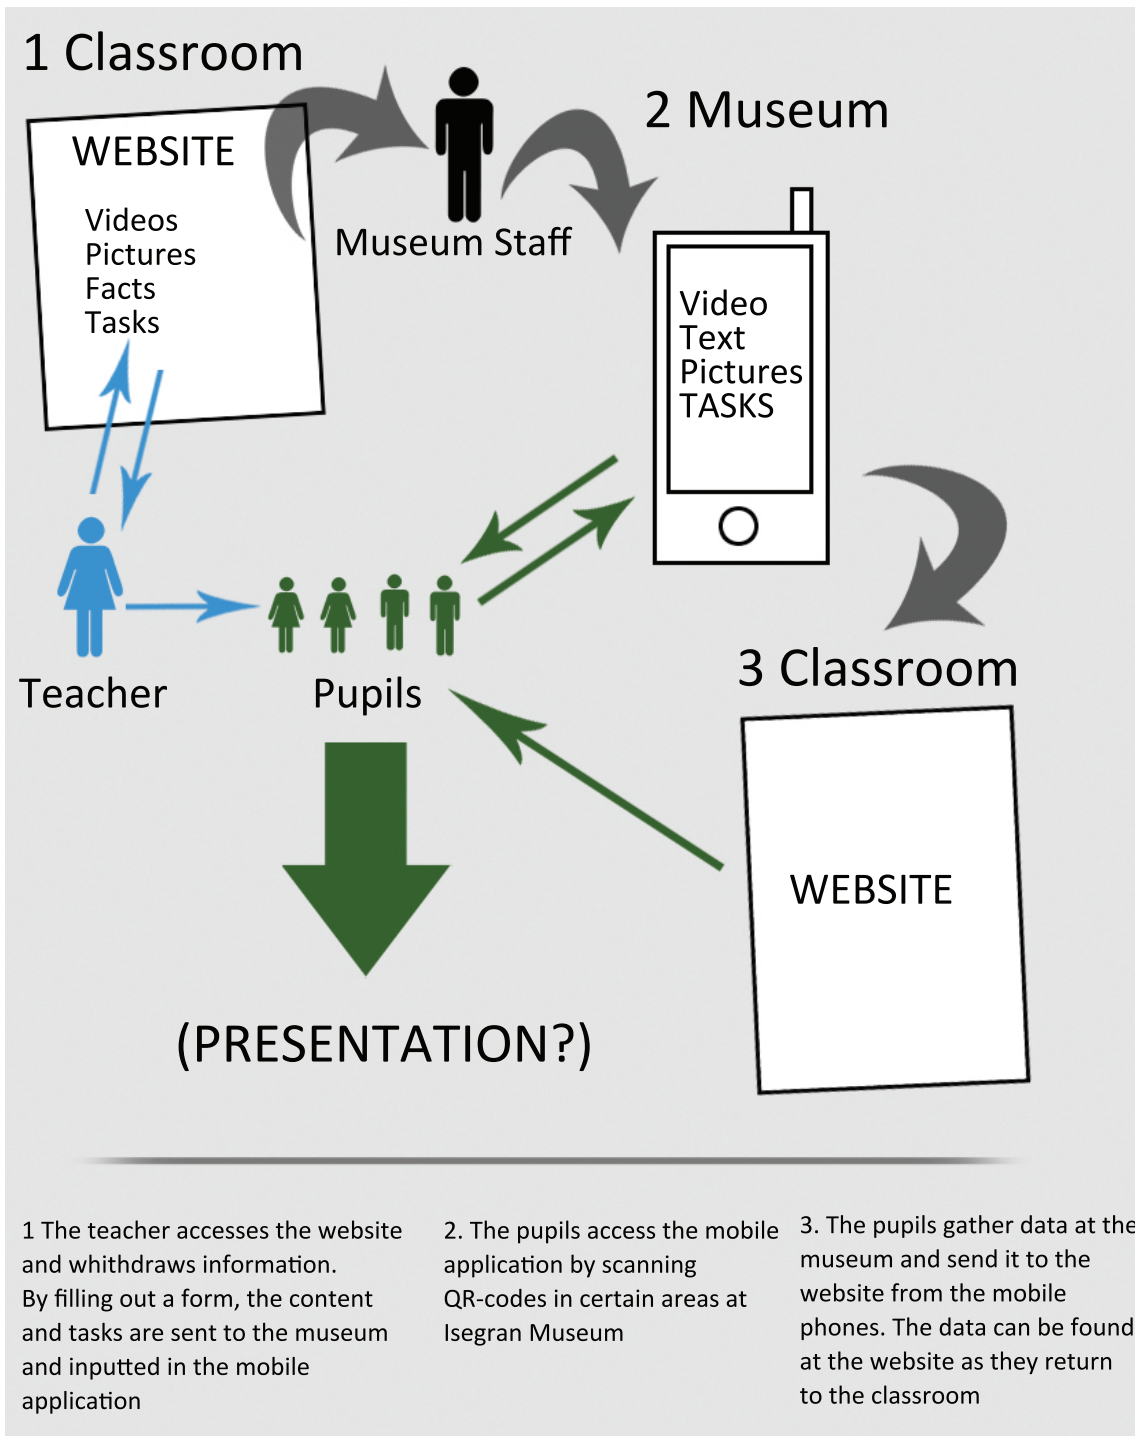 1 Classroom
WEBSITE
Videos
Pictures
Facts
Tasks
Museum Staff
2 Museum
Video
Text
Pictures
TASKS
Teacher
Pupils
3 Classroom
WEBSITE
(PRESENTATION?)
1 The teacher accesses the website
and whithdraws information.
By filling out a form, the content
and tasks are sent to the museum
and inputted in the mobile
application
2. The pupils access the mobile
application by scanning
QR-codes in certain areas at
Isegran Museum
3. The pupils gather data at the
museum and send it to the
website from the mobile
phones. The data can be found
at the website as they return
to the classroom